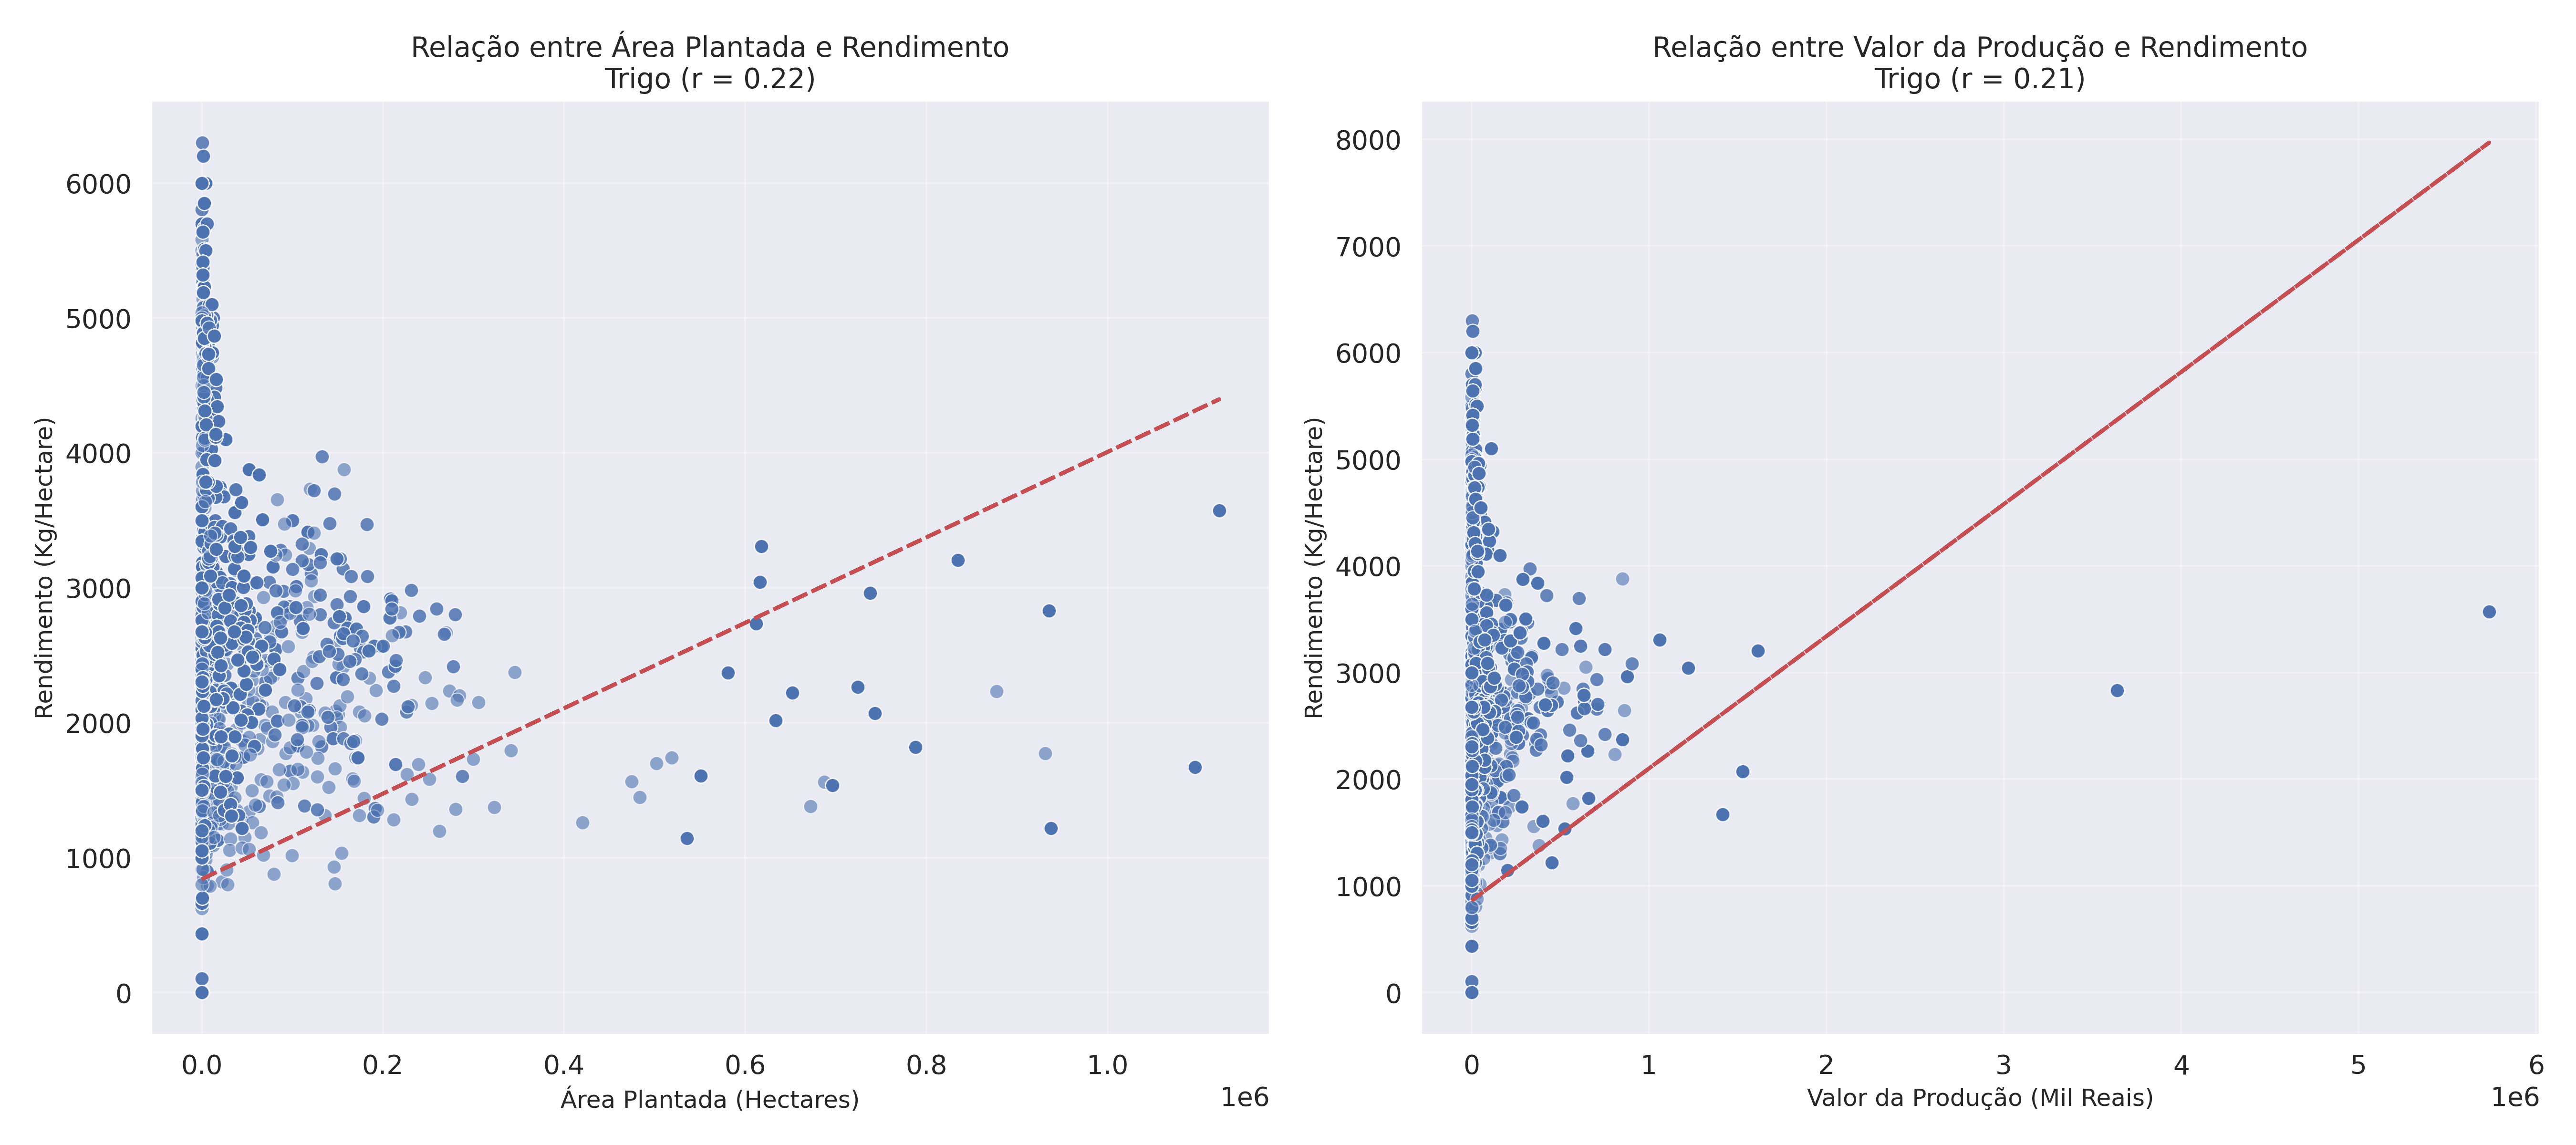 Relação entre Área Plantada e Rendimento
Trigo (r = 0.22)
Rendimento (Kg/Hectare)
6000
5000
4000
3000
2000
1000
0
0.0 0.2 0.4 0.6 0.8 1.0
1e6
Área Plantada (Hectares)
Relação entre Valor da Produção e Rendimento
Trigo (r = 0.21)
Rendimento (Kg/Hectare)
8000
7000
6000
5000
4000
3000
2000
1000
0
0 1 2 3 4 5 6
1e6
Valor da Produção (Mil Reais)